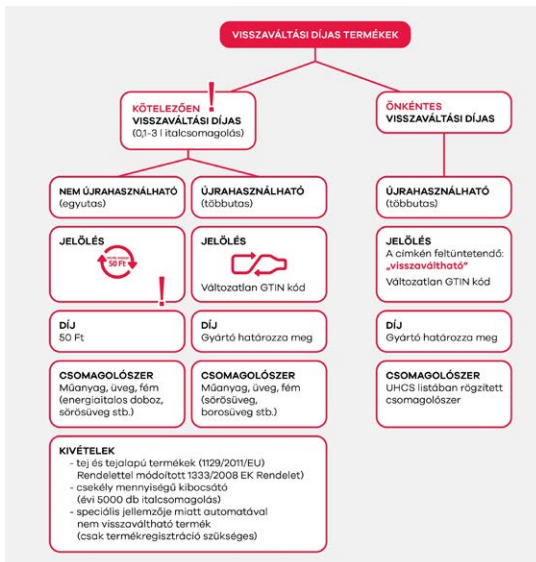 VISSZAVÁLTÁSI DÍJAS TERMÉKEK
KÖTELEZŐEN
VISSZAVÁLTÁSI DÍJAS
(0,1-3 l italcsomagolás)
ÖNKÉNTES
VISSZAVÁLTÁSI DÍJAS
NEM ÚJRAHASZNÁLHATÓ
(egyutas)
ÚJRAHASZNÁLHATÓ
(többutas)
ÚJRAHASZNÁLHATÓ
(többutas)
JELÖLÉS
50 Ft
JELÖLÉS
Változatlan GTIN kód
JELÖLÉS
A címkén feltüntetendő:
„visszaváltható"
Változatlan GTIN kód
DÍJ
50 Ft
DÍJ
Gyártó határozza meg
DÍJ
Gyártó határozza meg
CSOMAGOLÓSZER
Műanyag, üveg, fém
(energiaitalos doboz,
sörösüveg stb.)
CSOMAGOLÓSZER
Műanyag, üveg, fém
(sörösüveg,
borosüveg stb.)
CSOMAGOLÓSZER
UHCS listában rögzített
csomagolószer
KIVÉTELEK
- tej és tejalapú termékek (1129/2011/EU)
Rendelettel módoított 1333/2008 EK Rendelet)
- csekély mennyiségű kibocsátó
(évi 5000 db italcsomagolás)
- speciális jellemzője miatt automatával
nem visszaváltható termék
(csak termékregisztráció szükséges)